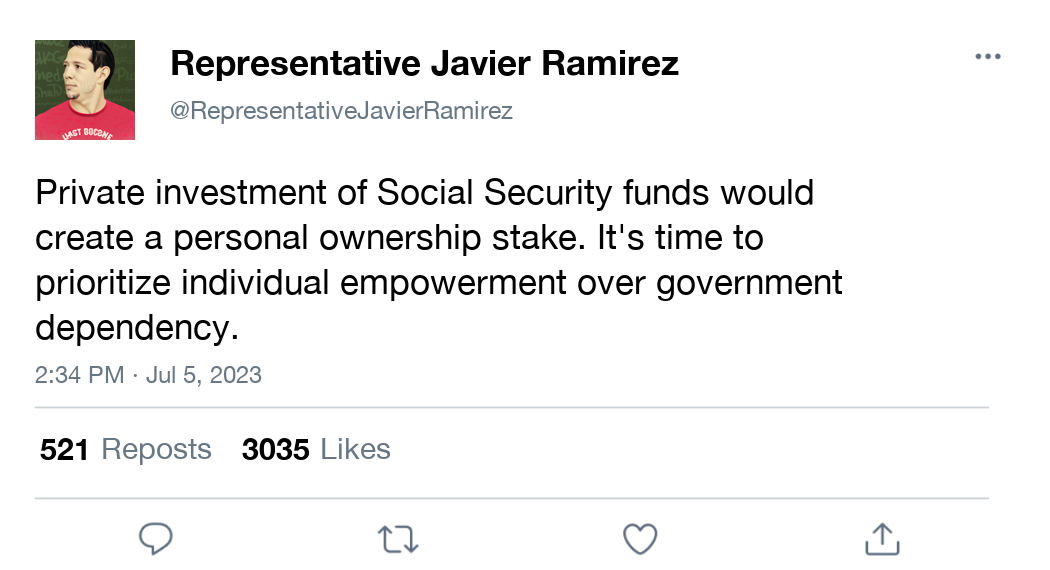 Representative Javier Ramirez
@RepresentativeJavierRamirez
Private investment of Social Security funds would
create a personal ownership stake. It's time to
prioritize individual empowerment over government
dependency.
2:34 PM · Jul 5, 2023
521 Reposts 3035 Likes